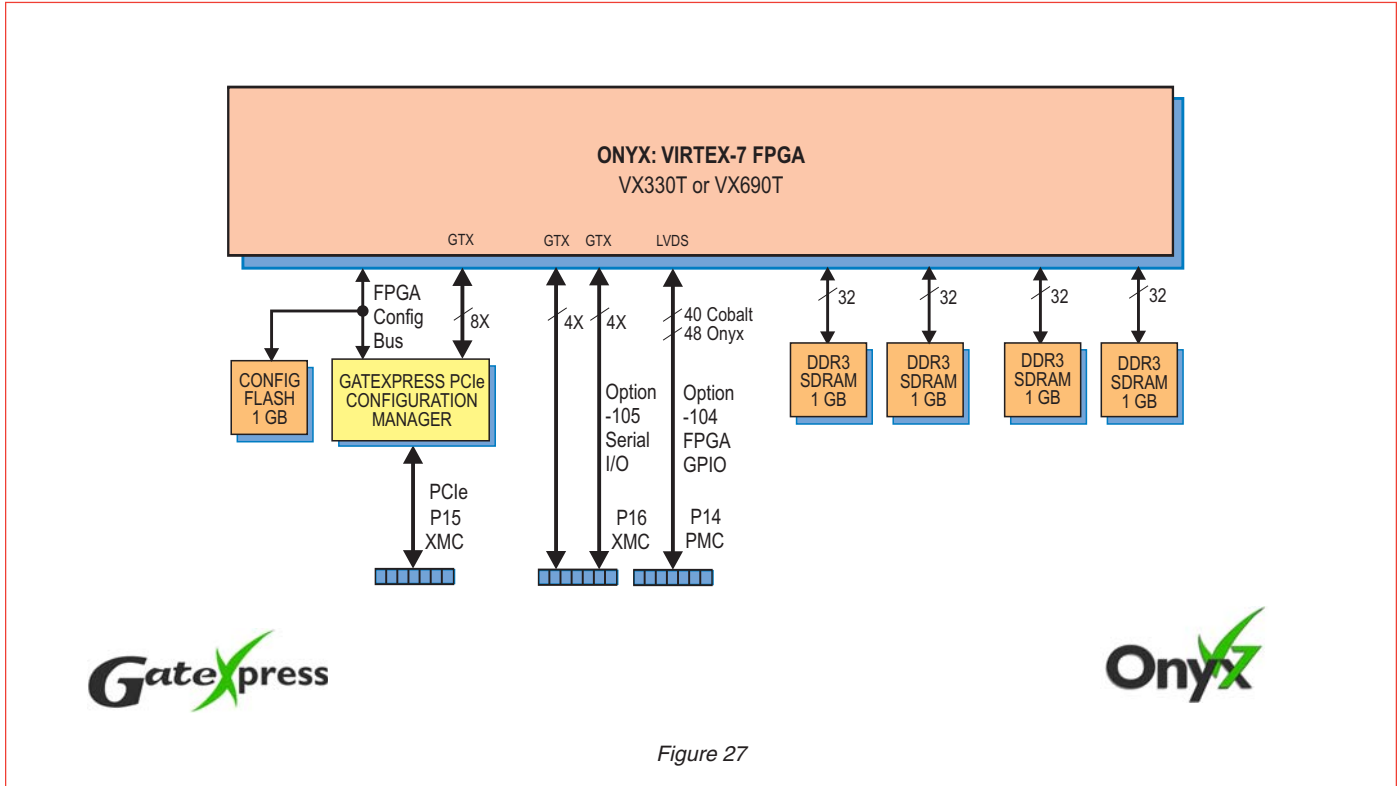 ONYX: VIRTEX-7 FPGA
VX330T or VX690T
GTX
GTX
GTX
LVDS
FPGA
Config
Bus
8X
4X
4X
40 Cobalt
48 Onyx
32
32
32
32
CONFIG
FLASH
1 GB
GATEXPRESS PCIe
CONFIGURATION
MANAGER
Option
-105
Serial
I/O
Option
-104
FPGA
GPIO
DDR3
SDRAM
1 GB
DDR3
SDRAM
1 GB
DDR3
SDRAM
1 GB
DDR3
SDRAM
1 GB
PCIe
P15
XMC
P16
XMC
P14
PMC
GateXpress
Onyx7
Figure 27